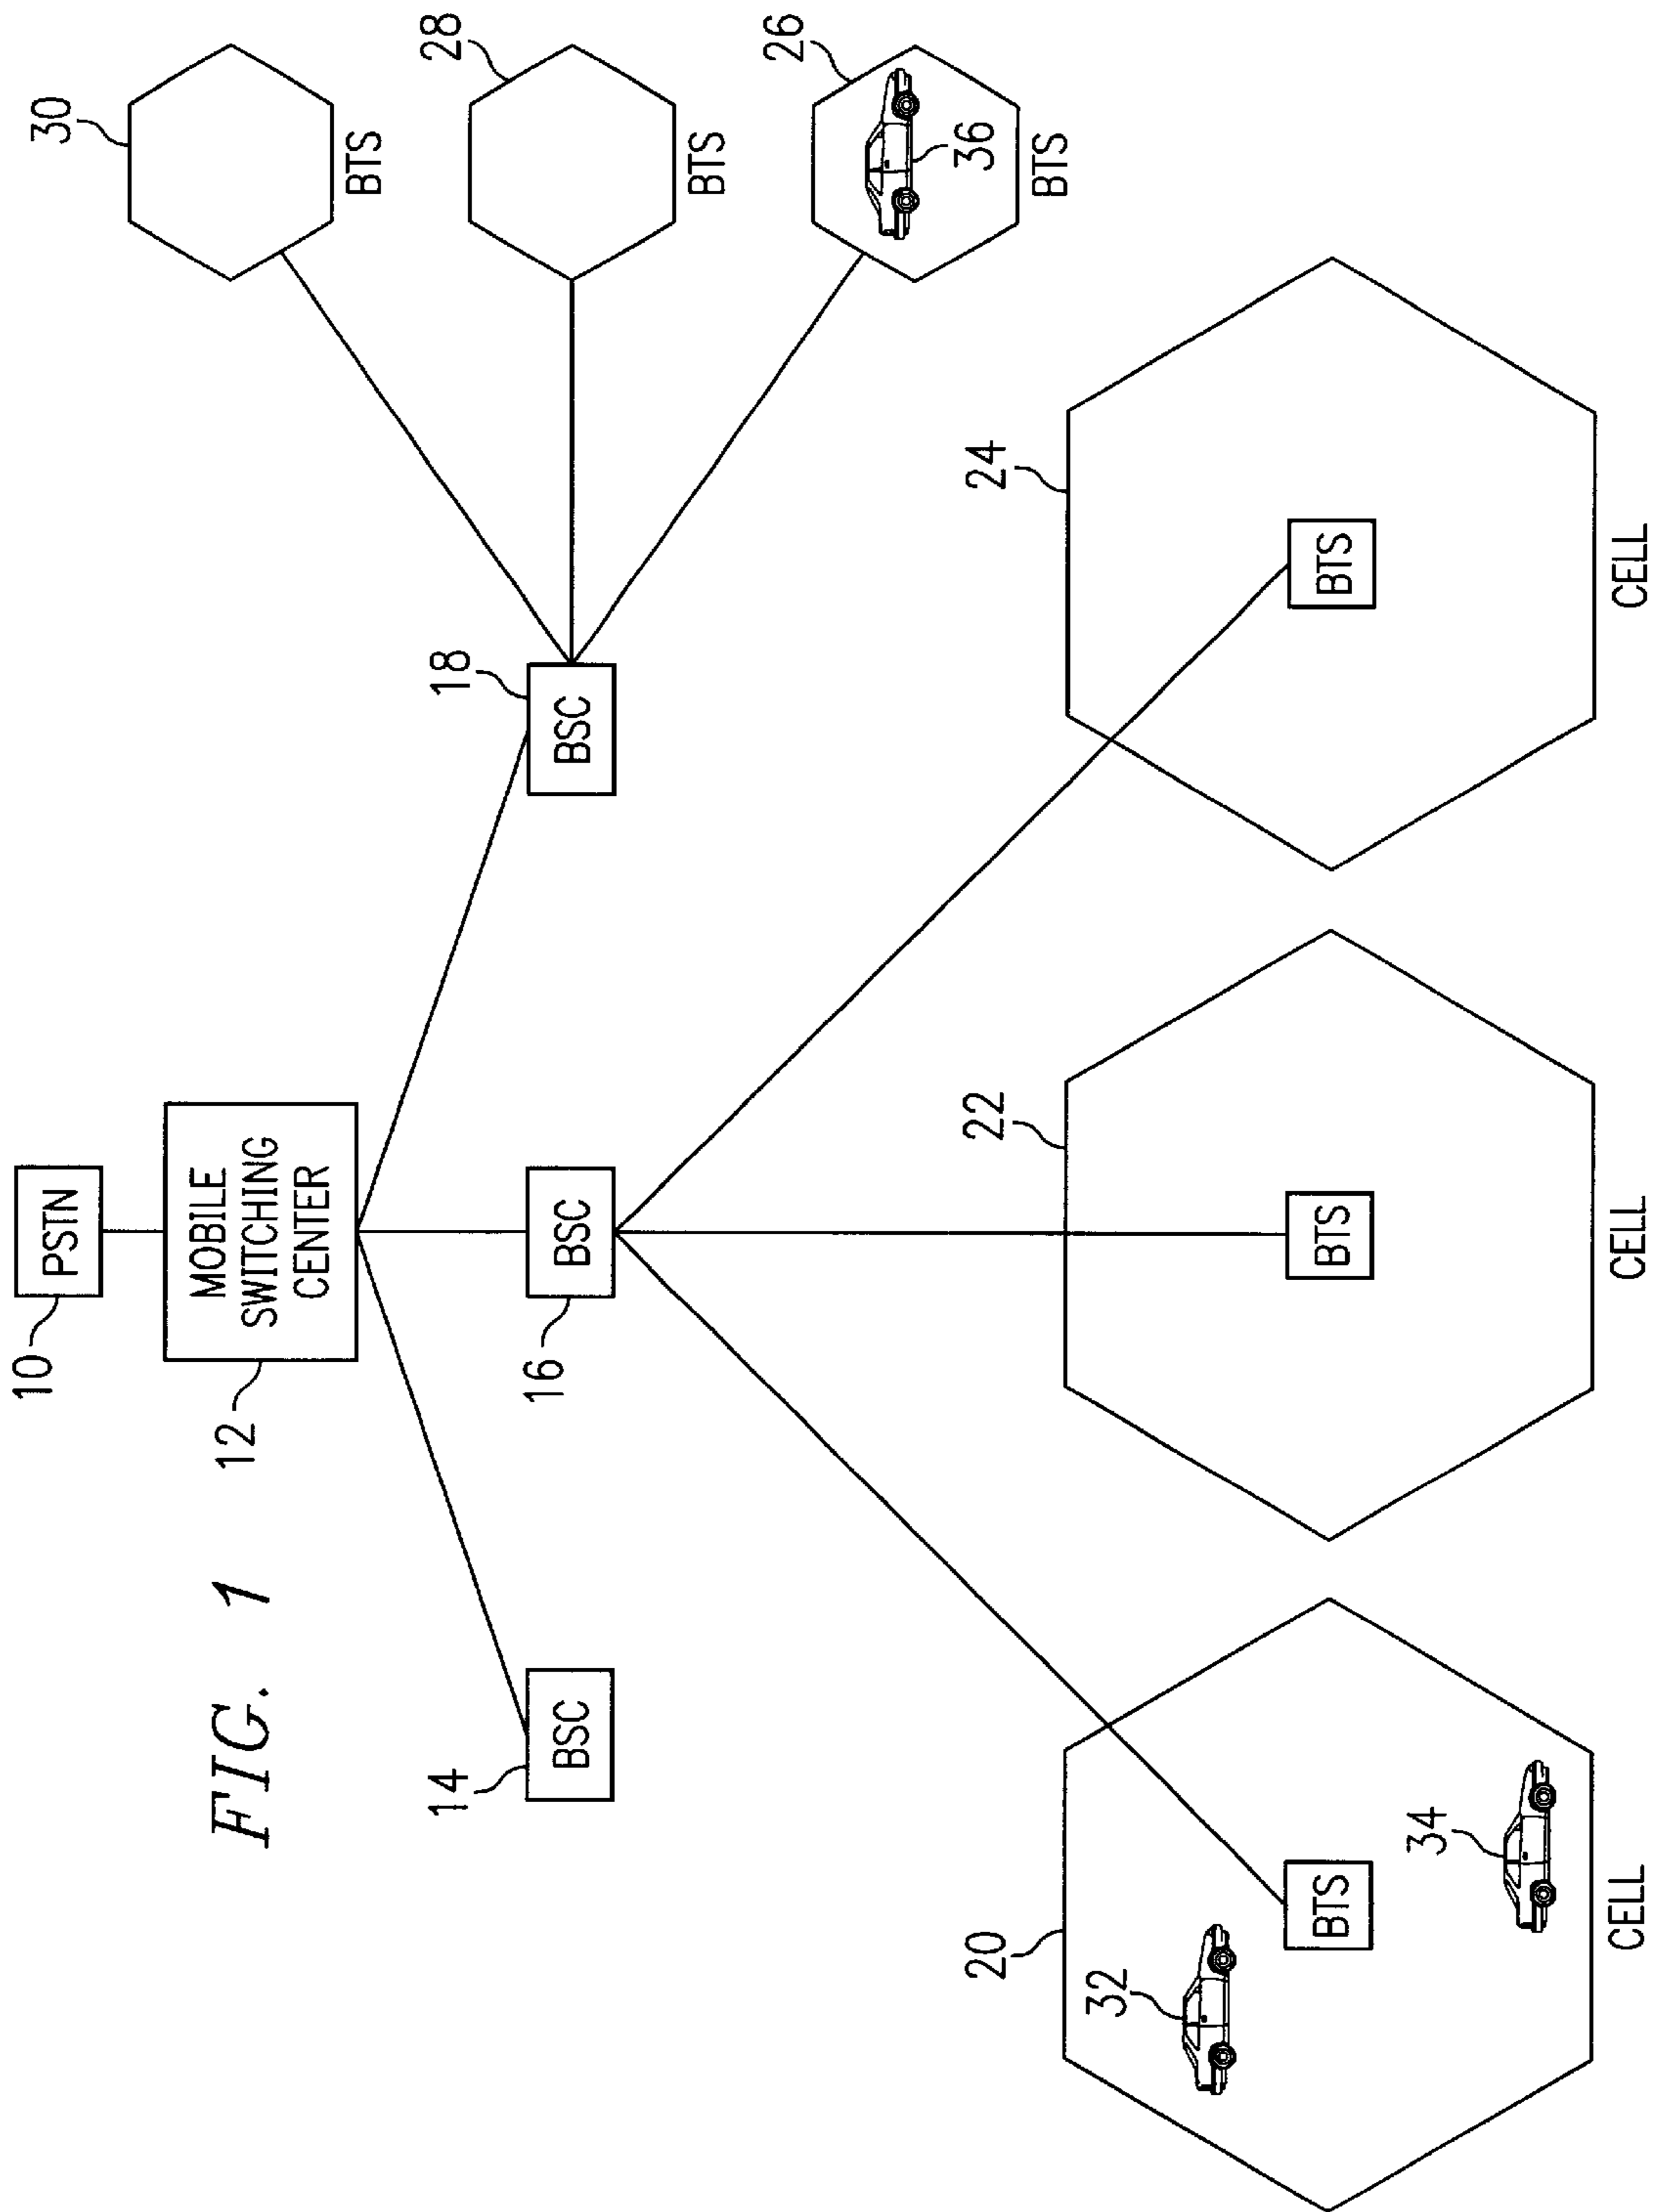 FIG. 1
10
PSTN
12
MOBILE
SWITCHING
CENTER
14
BSC
16
BSC
18
BSC
30
BTS
28
BTS
26
36
BTS
20
32
BTS
34
CELL
22
BTS
CELL
24
BTS
CELL